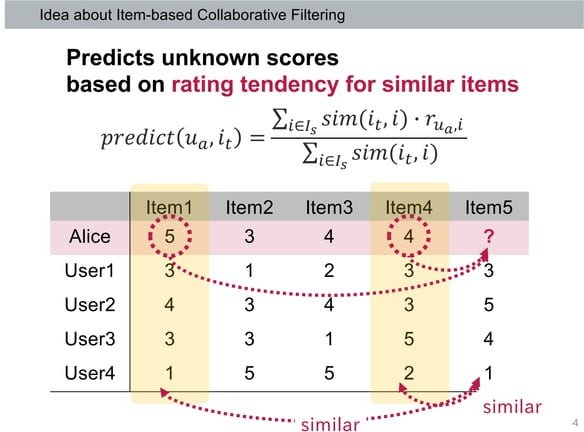 Idea about Item-based Collaborative Filtering
Predicts unknown scores
based on rating tendency for similar items
predict(u_a, i_t) = \frac{\sum_{i∈I_s} sim(i_t, i) · r_{u_a,i}}{\sum_{i∈I_s} sim(i_t, i)}
Item1 Item2 Item3 Item4 Item5
Alice 5 3 4 4 ?
User1 3 1 2 3 3
User2 4 3 4 3 5
User3 3 3 1 5 4
User4 1 5 5 2 1
similar
similar
4